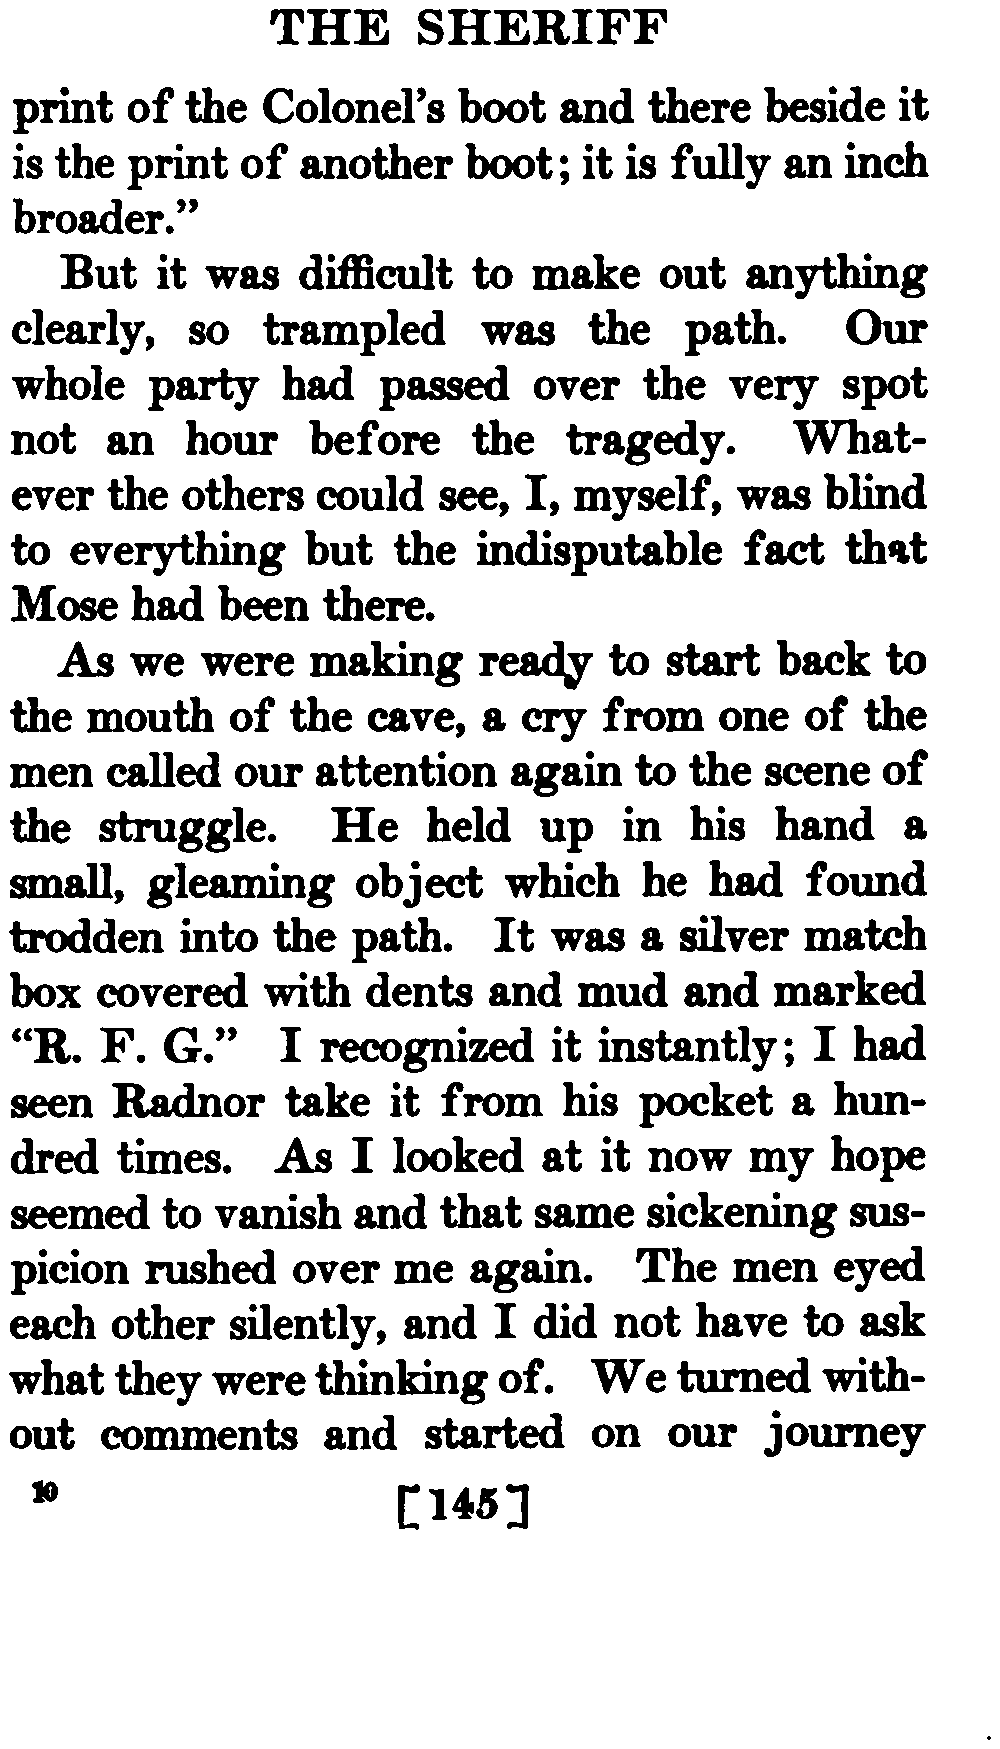 THE SHERIFF
print of the Colonel's boot and there beside it
is the print of another boot; it is fully an inch
broader.”
But it was difficult to make out anything
clearly, so trampled was the path. Our
whole party had passed over the very spot
not an hour before the tragedy. What-
ever the others could see, I, myself, was blind
to everything but the indisputable fact that
Mose had been there.
As we were making ready to start back to
the mouth of the cave, a cry from one of the
men called our attention again to the scene of
the struggle. He held up in his hand a
small, gleaming object which he had found
trodden into the path. It was a silver match
box covered with dents and mud and marked
“R. F. G.” I recognized it instantly; I had
seen Radnor take it from his pocket a hun-
dred times. As I looked at it now my hope
seemed to vanish and that same sickening sus-
picion rushed over me again. The men eyed
each other silently, and I did not have to ask
what they were thinking of. We turned with-
out comments and started on our journey
10 [145]